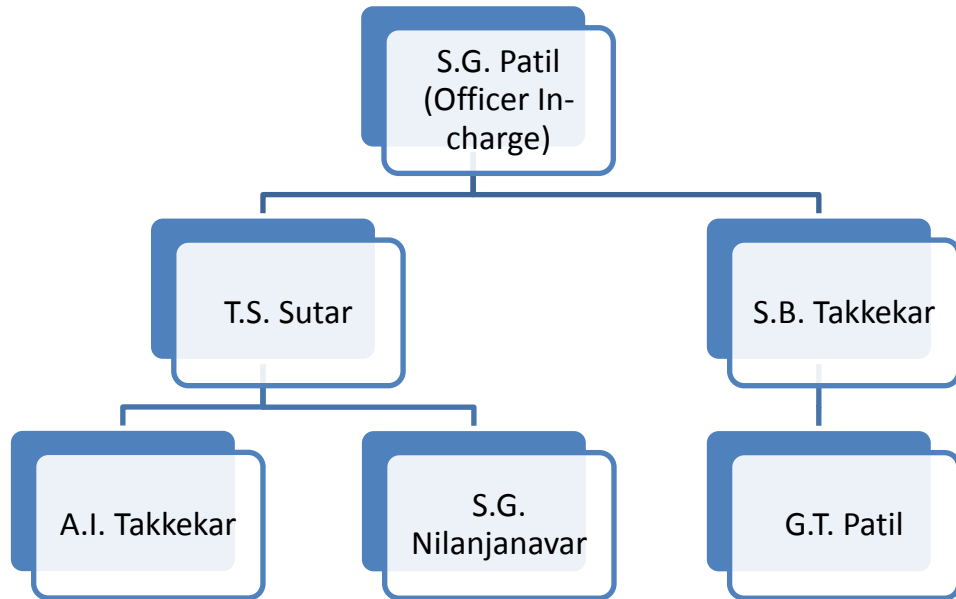 S.G. Patil
(Officer In-
charge)
T.S. Sutar
S.B. Takkekar
A.I. Takkekar
S.G.
Nilanjanavar
G.T. Patil